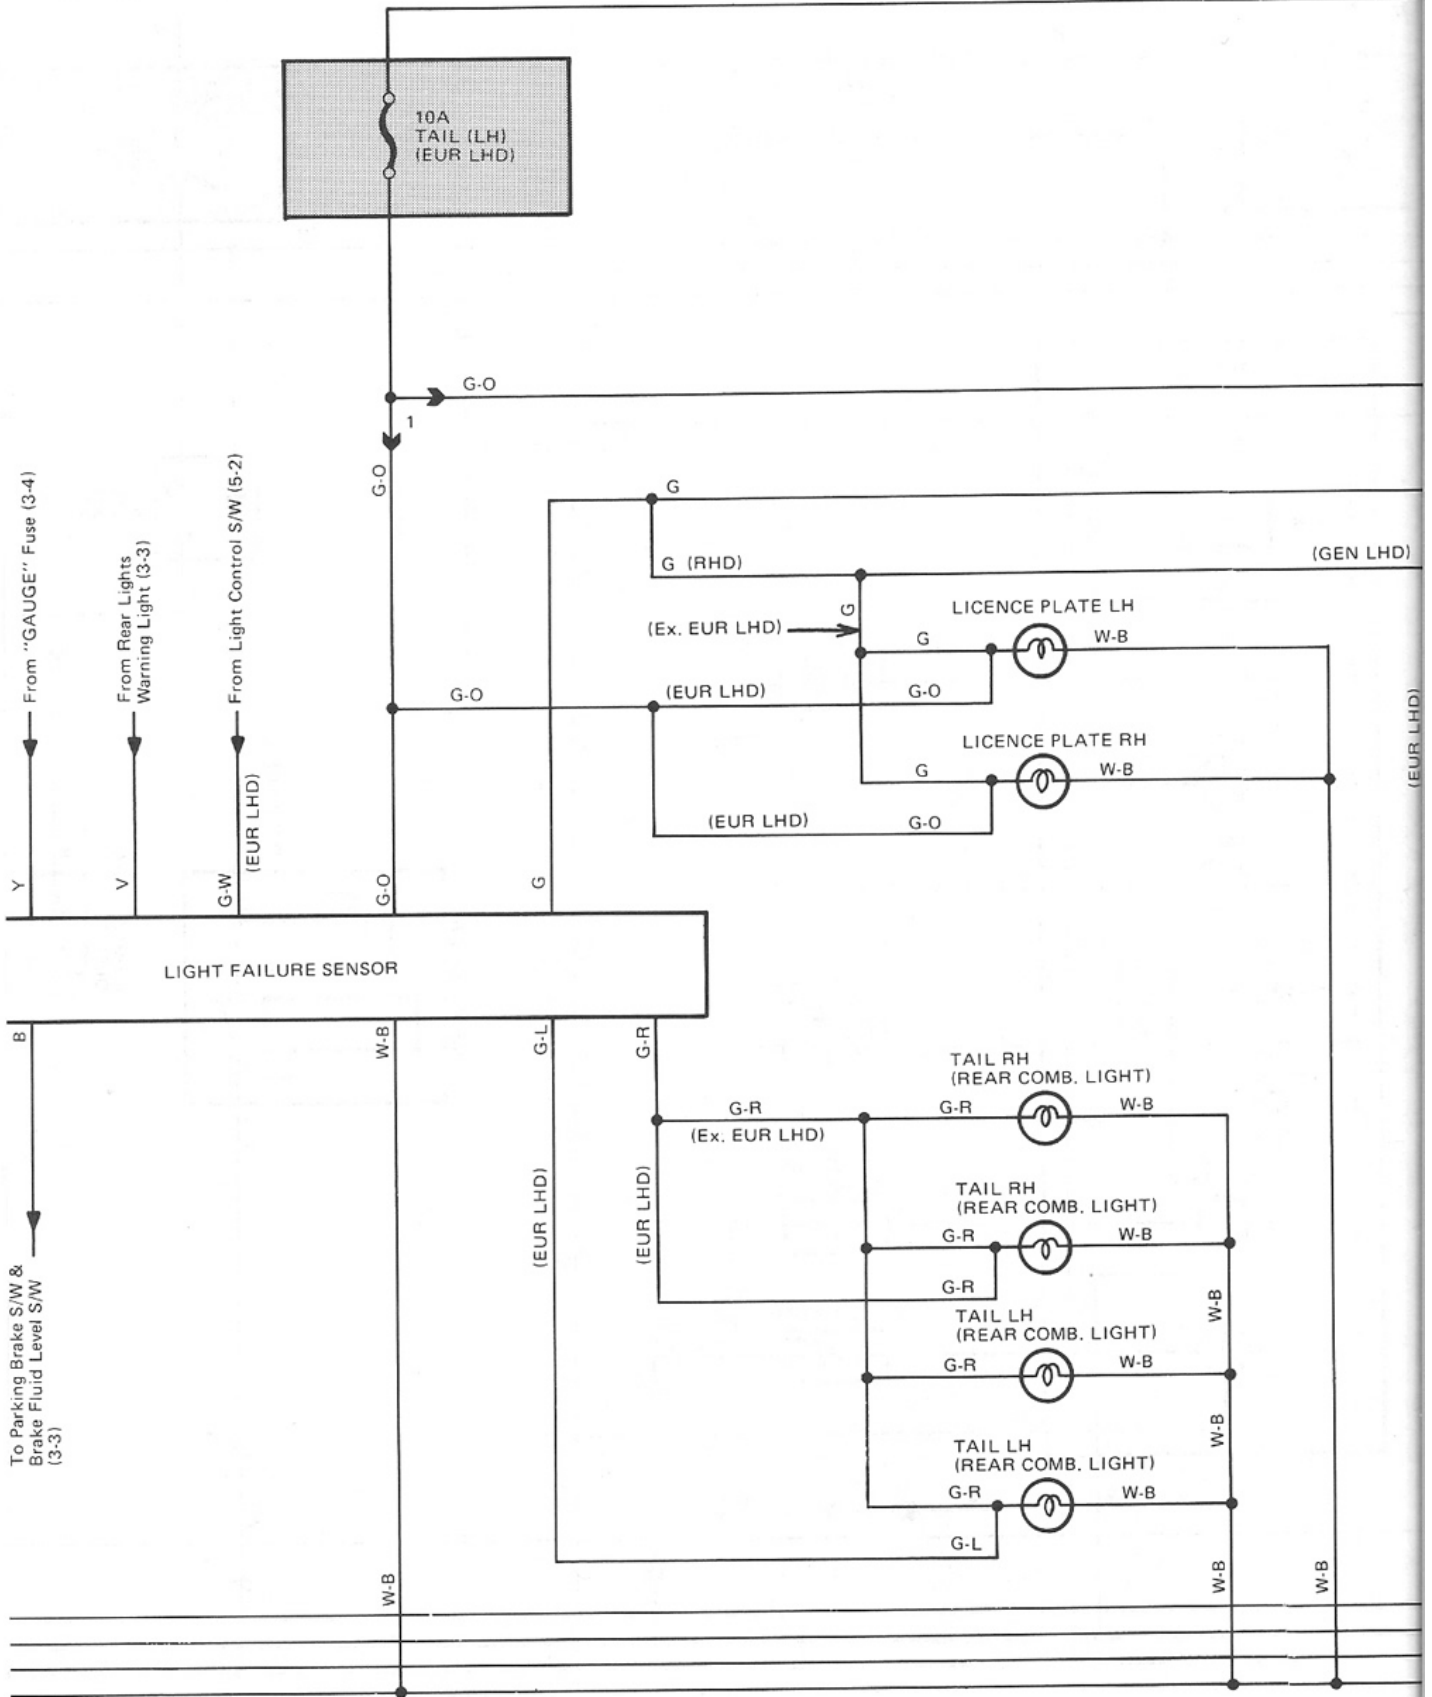 10A
TAIL (LH)
(EUR LHD)
G-O
1
G-O
From "GAUGE" Fuse (3-4)
From Rear Lights
Warning Light (3-3)
From Light Control S/W (5-2)
G
G (RHD)
(GEN LHD)
G
LICENCE PLATE LH
(Ex. EUR LHD)
G
W-B
G-O
(EUR LHD)
G-O
(EUR LHD)
LICENCE PLATE RH
G
W-B
(EUR LHD)
G-O
(EUR LHD)
Y
V
G-W
G-O
G
LIGHT FAILURE SENSOR
B
W-B
G-L
G-R
TAIL RH
(REAR COMB. LIGHT)
G-R
G-R
W-B
(Ex. EUR LHD)
(EUR LHD)
(EUR LHD)
TAIL RH
(REAR COMB. LIGHT)
G-R
W-B
G-R
W-B
TAIL LH
(REAR COMB. LIGHT)
G-R
W-B
To Parking Brake S/W &
Brake Fluid Level S/W
(3-3)
W-B
TAIL LH
(REAR COMB. LIGHT)
G-R
W-B
G-L
W-B
W-B
W-B